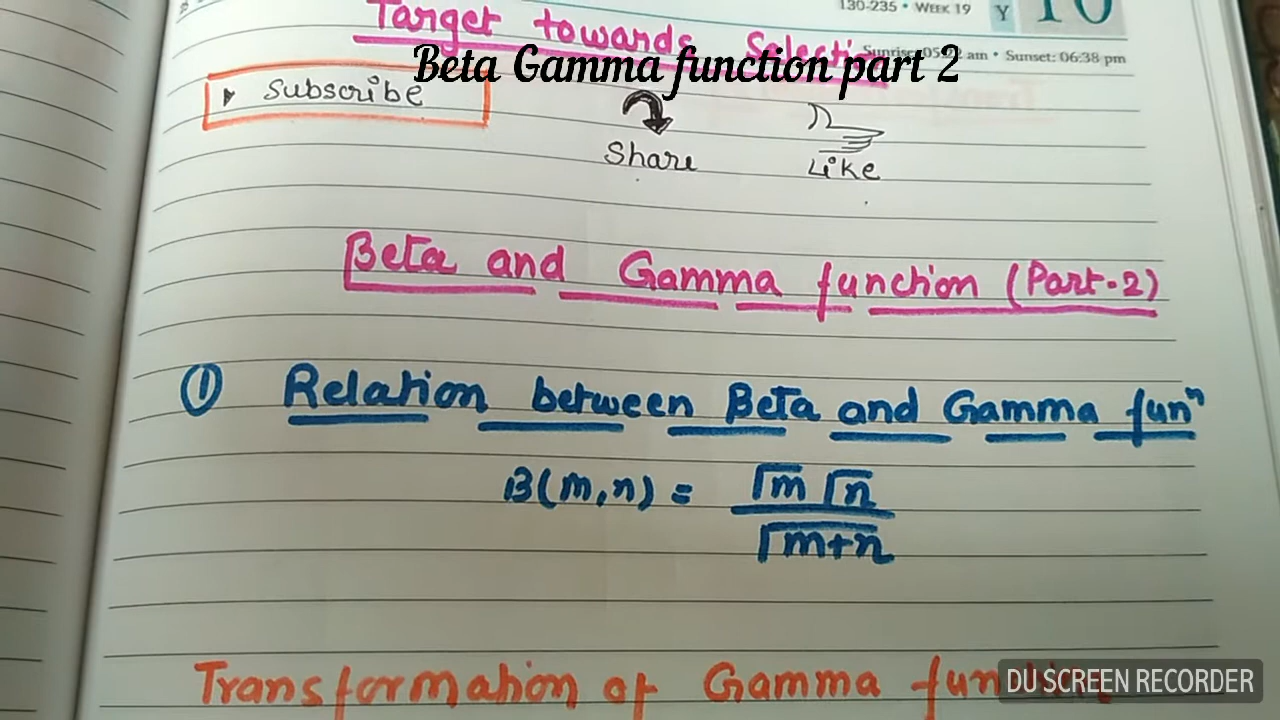 130-235 • WEEK 19 Y 10
Target towards Selecti
Sunrise: 05: am • Sunset: 06:38 pm
Beta Gamma function part 2
Subscribe
Share
Like
Beta and Gamma function (Part-2)
① Relation between Beta and Gamma funⁿ
B(m,n) = Γm Γn
Γm+n
Transformation of Gamma fun
DU SCREEN RECORDER